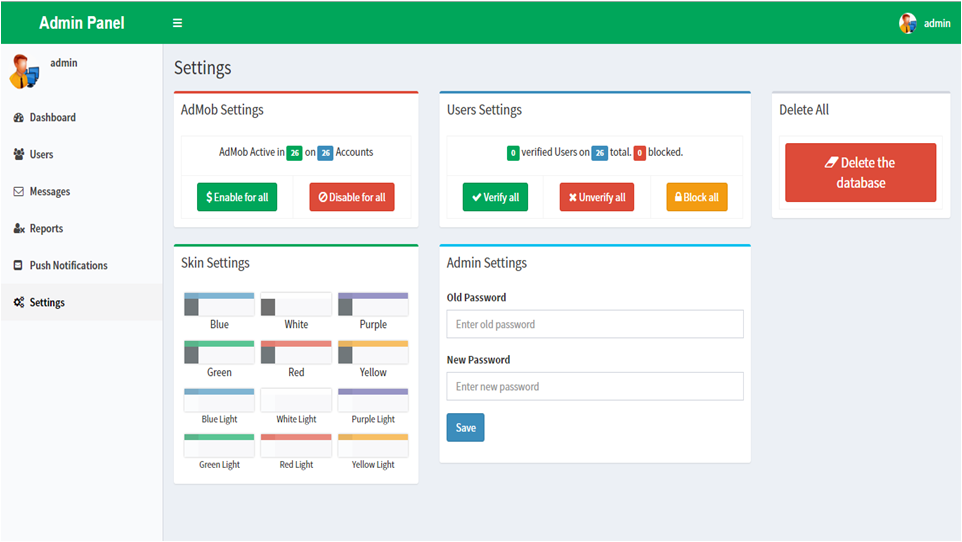 Admin Panel
admin
admin
Dashboard
Users
Messages
Reports
Push Notifications
Settings
Settings
AdMob Settings
AdMob Active in 26 on 26 Accounts
Enable for all
Disable for all
Users Settings
0 verified Users on 26 total. 0 blocked.
Verify all
Unverify all
Block all
Delete All
Delete the
database
Skin Settings
Blue
White
Purple
Green
Red
Yellow
Blue Light
White Light
Purple Light
Green Light
Red Light
Yellow Light
Admin Settings
Old Password
Enter old password
New Password
Enter new password
Save